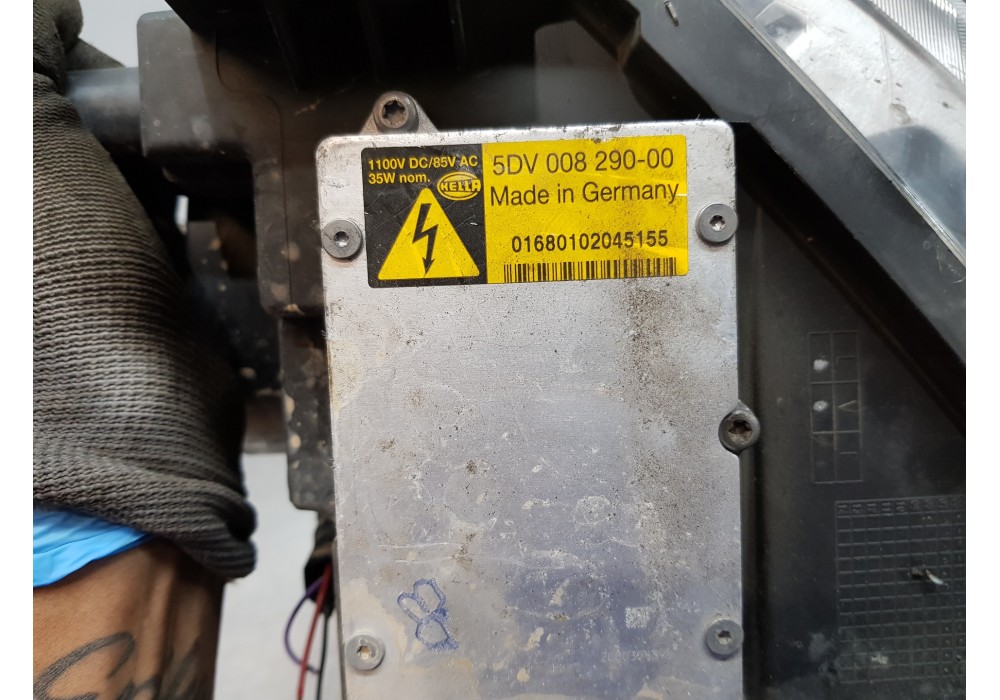 1100V DC/85V AC
35W nom.
HELLA
5DV 008 290-00
Made in Germany
01680102045155